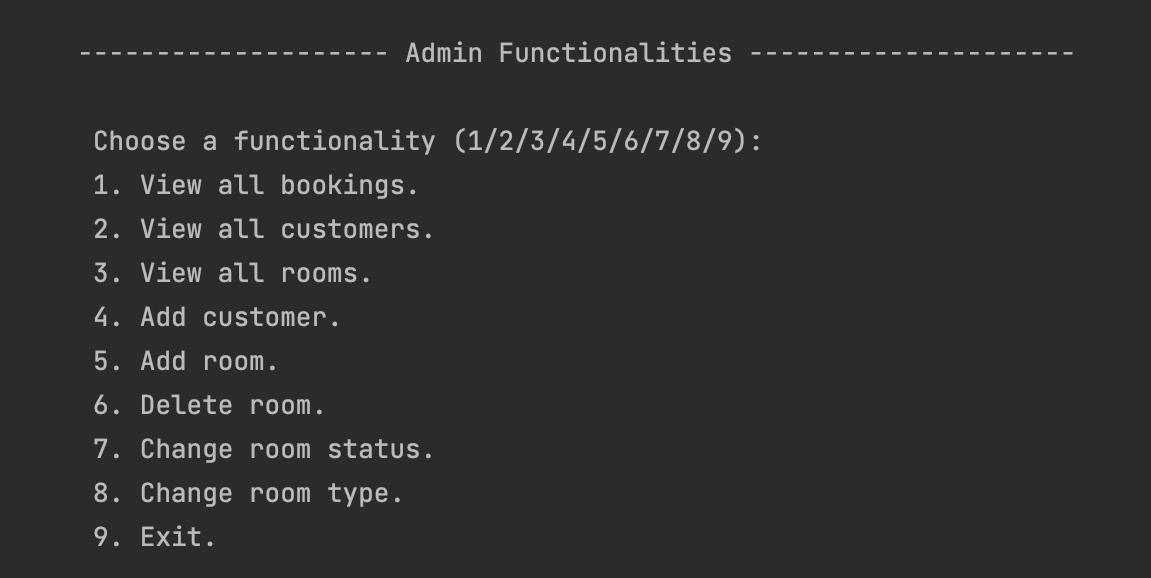 -------------------- Admin Functionalities ---------------------
Choose a functionality (1/2/3/4/5/6/7/8/9):
1. View all bookings.
2. View all customers.
3. View all rooms.
4. Add customer.
5. Add room.
6. Delete room.
7. Change room status.
8. Change room type.
9. Exit.